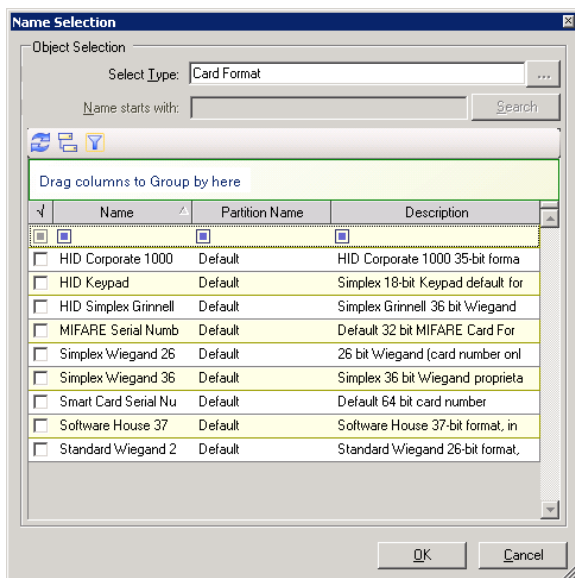 Name Selection
Object Selection
Select Type: Card Format ...
Name starts with: Search
Drag columns to Group by here
Name Partition Name Description
HID Corporate 1000 Default HID Corporate 1000 35-bit forma
HID Keypad Default Simplex 18-bit Keypad default for
HID Simplex Grinnell Default Simplex Grinnell 36 bit Wiegand
MIFARE Serial Numb Default Default 32 bit MIFARE Card For
Simplex Wiegand 26 Default 26 bit Wiegand (card number onl
Simplex Wiegand 36 Default Simplex 36 bit Wiegand proprieta
Smart Card Serial Nu Default Default 64 bit card number
Software House 37 Default Software House 37-bit format, in
Standard Wiegand 2 Default Standard Wiegand 26-bit format,
OK Cancel